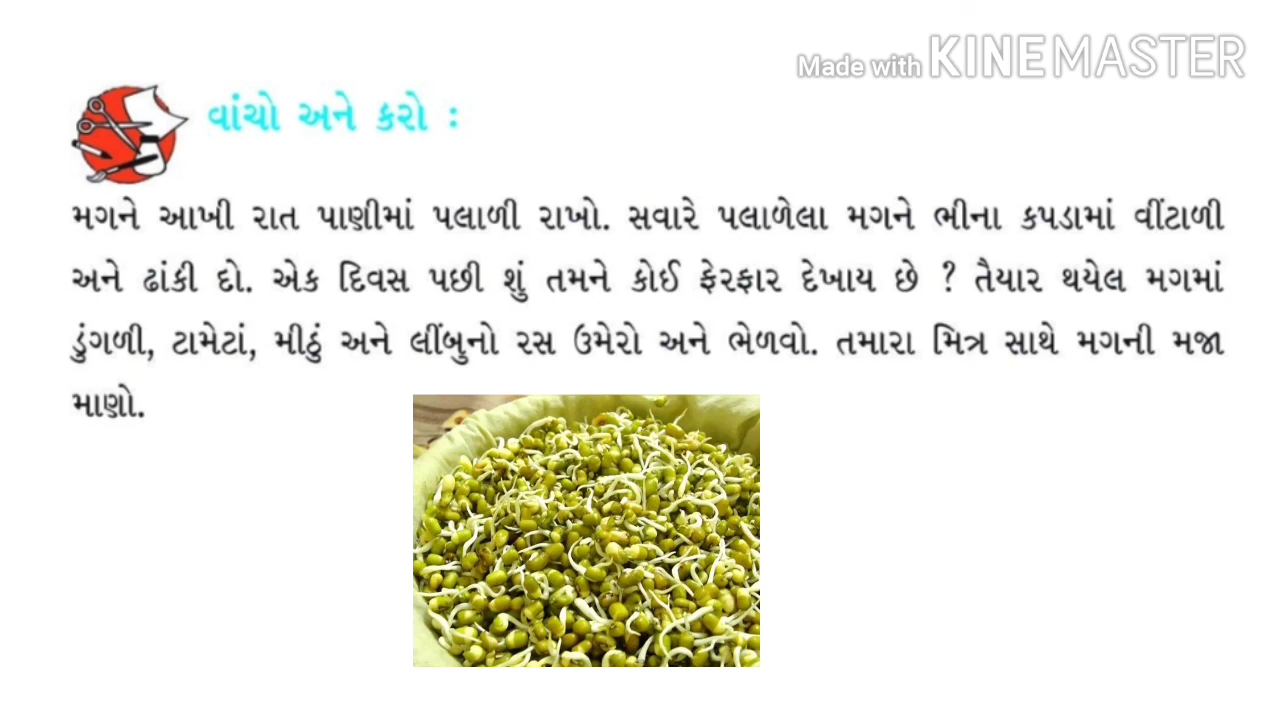 Made with KINEMASTER
વાંચો અને કરો :
મગને આખી રાત પાણીમાં પલાળી રાખો. સવારે પલાળેલા મગને ભીના કપડામાં વીંટાળી
અને ઢાંકી દો. એક દિવસ પછી શું તમને કોઈ ફેરફાર દેખાય છે ? તૈયાર થયેલ મગમાં
ડુંગળી, ટામેટાં, મીઠું અને લીંબુનો રસ ઉમેરો અને ભેળવો. તમારા મિત્ર સાથે મગની મજા
માણો.